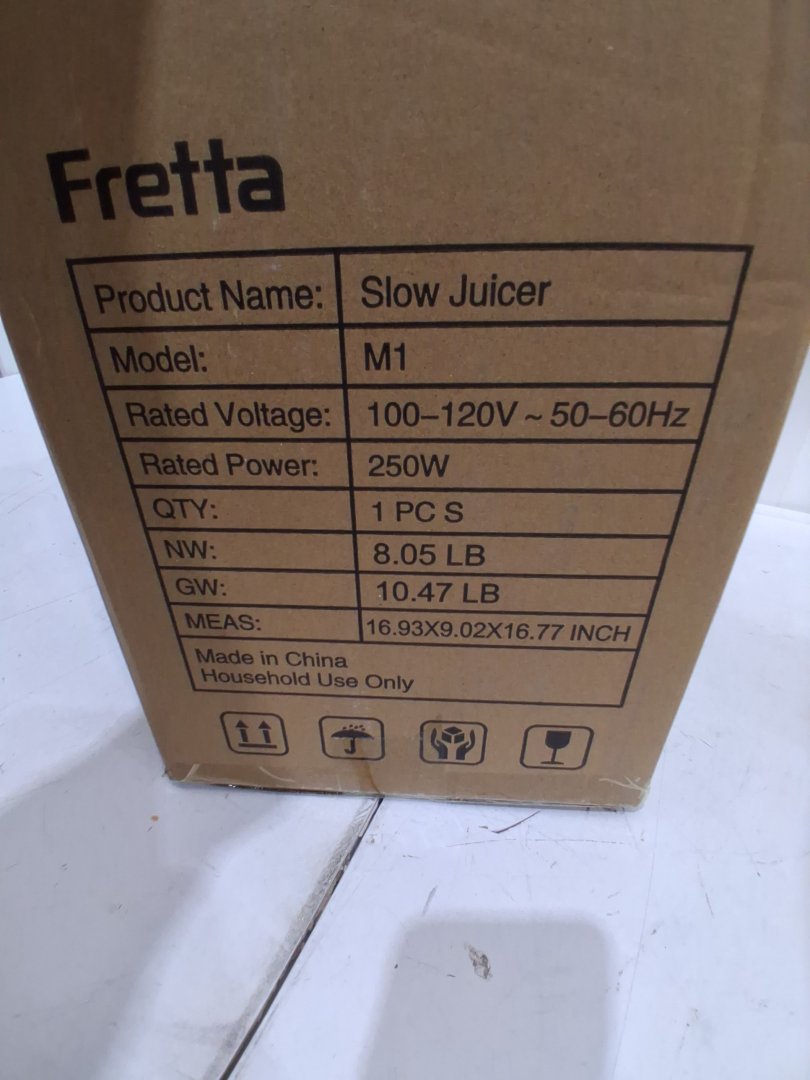 Fretta
Product Name: Slow Juicer
Model: M1
Rated Voltage: 100–120V ~ 50–60Hz
Rated Power: 250W
QTY: 1 PC S
NW: 8.05 LB
GW: 10.47 LB
MEAS: 16.93X9.02X16.77 INCH
Made in China
Household Use Only